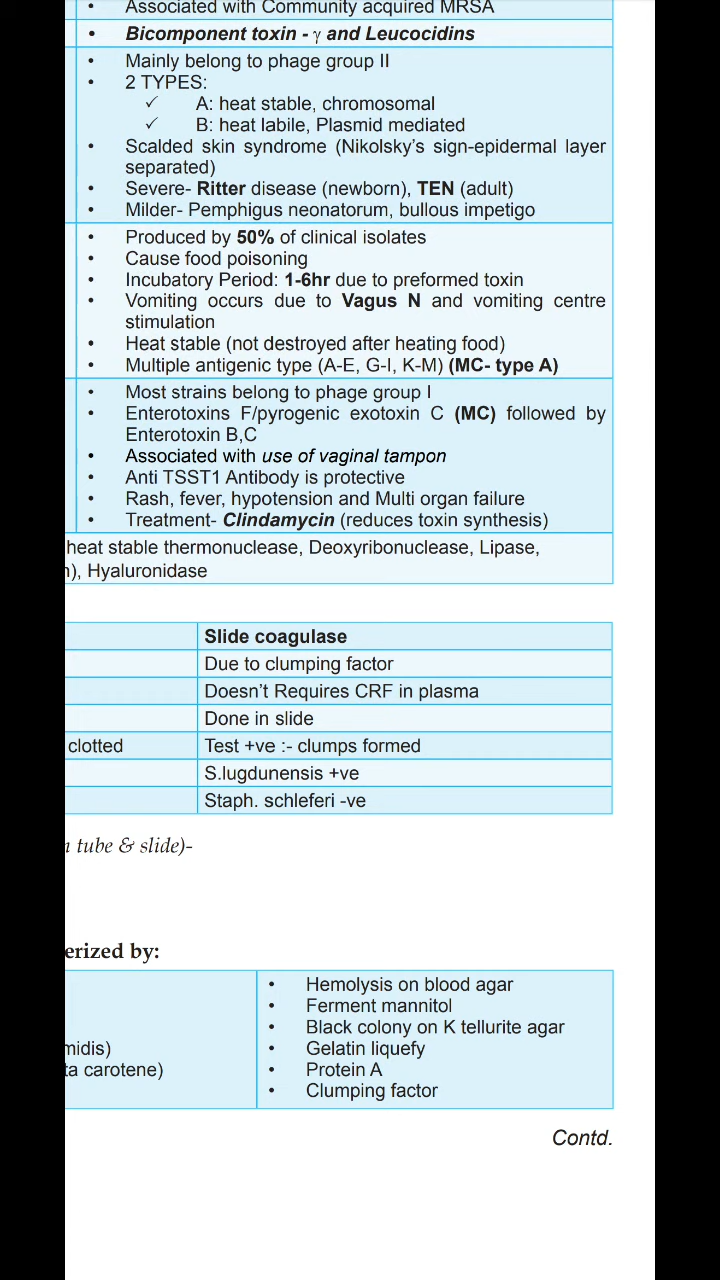 • Associated with Community acquired MRSA
• Bicomponent toxin - γ and Leucocidins
• Mainly belong to phage group II
• 2 TYPES:
✓ A: heat stable, chromosomal
✓ B: heat labile, Plasmid mediated
• Scalded skin syndrome (Nikolsky's sign-epidermal layer
separated)
• Severe- Ritter disease (newborn), TEN (adult)
• Milder- Pemphigus neonatorum, bullous impetigo
• Produced by 50% of clinical isolates
• Cause food poisoning
• Incubatory Period: 1-6hr due to preformed toxin
• Vomiting occurs due to Vagus N and vomiting centre
stimulation
• Heat stable (not destroyed after heating food)
• Multiple antigenic type (A-E, G-I, K-M) (MC- type A)
• Most strains belong to phage group I
• Enterotoxins F/pyrogenic exotoxin C (MC) followed by
Enterotoxin B,C
• Associated with use of vaginal tampon
• Anti TSST1 Antibody is protective
• Rash, fever, hypotension and Multi organ failure
• Treatment- Clindamycin (reduces toxin synthesis)
heat stable thermonuclease, Deoxyribonuclease, Lipase,
), Hyaluronidase
Slide coagulase
Due to clumping factor
Doesn't Requires CRF in plasma
Done in slide
clotted Test +ve :- clumps formed
S.lugdunensis +ve
Staph. schleferi -ve
tube & slide)-
erized by:
• Hemolysis on blood agar
• Ferment mannitol
• Black colony on K tellurite agar
midis) • Gelatin liquefy
ta carotene) • Protein A
• Clumping factor
Contd.